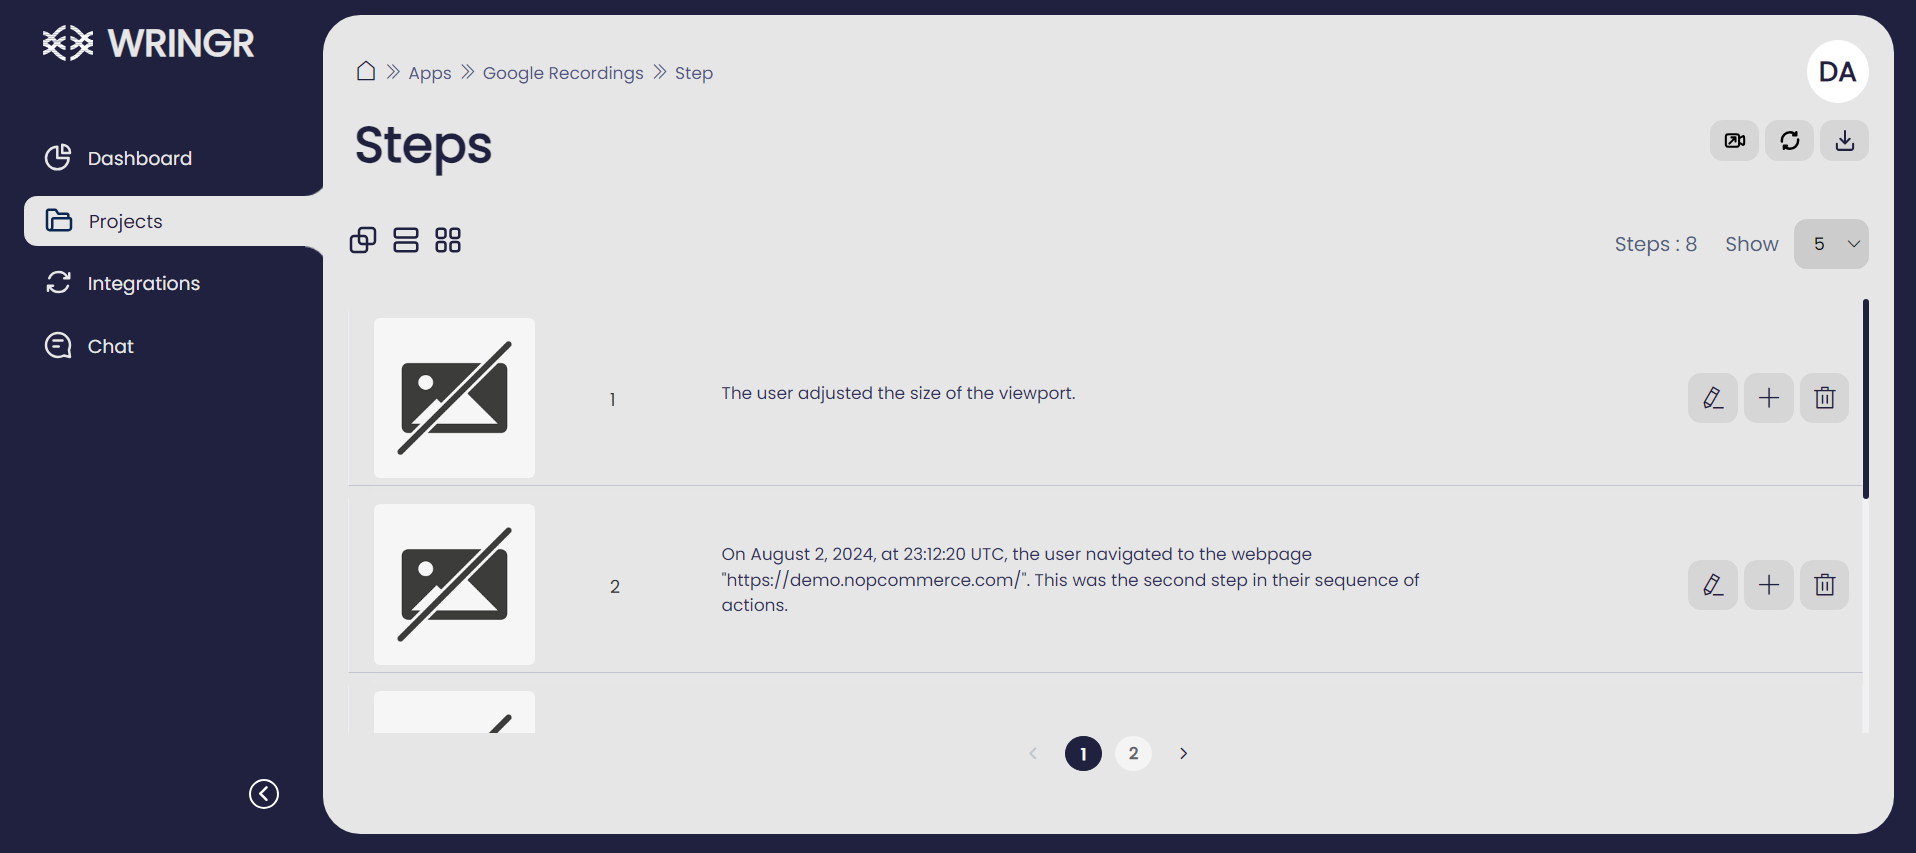 WRINGR
Dashboard
Projects
Integrations
Chat
Apps Google Recordings Step
DA
Steps
Steps : 8 Show 5
1 The user adjusted the size of the viewport.
2 On August 2, 2024, at 23:12:20 UTC, the user navigated to the webpage
"https://demo.nopcommerce.com/". This was the second step in their sequence of
actions.
1 2